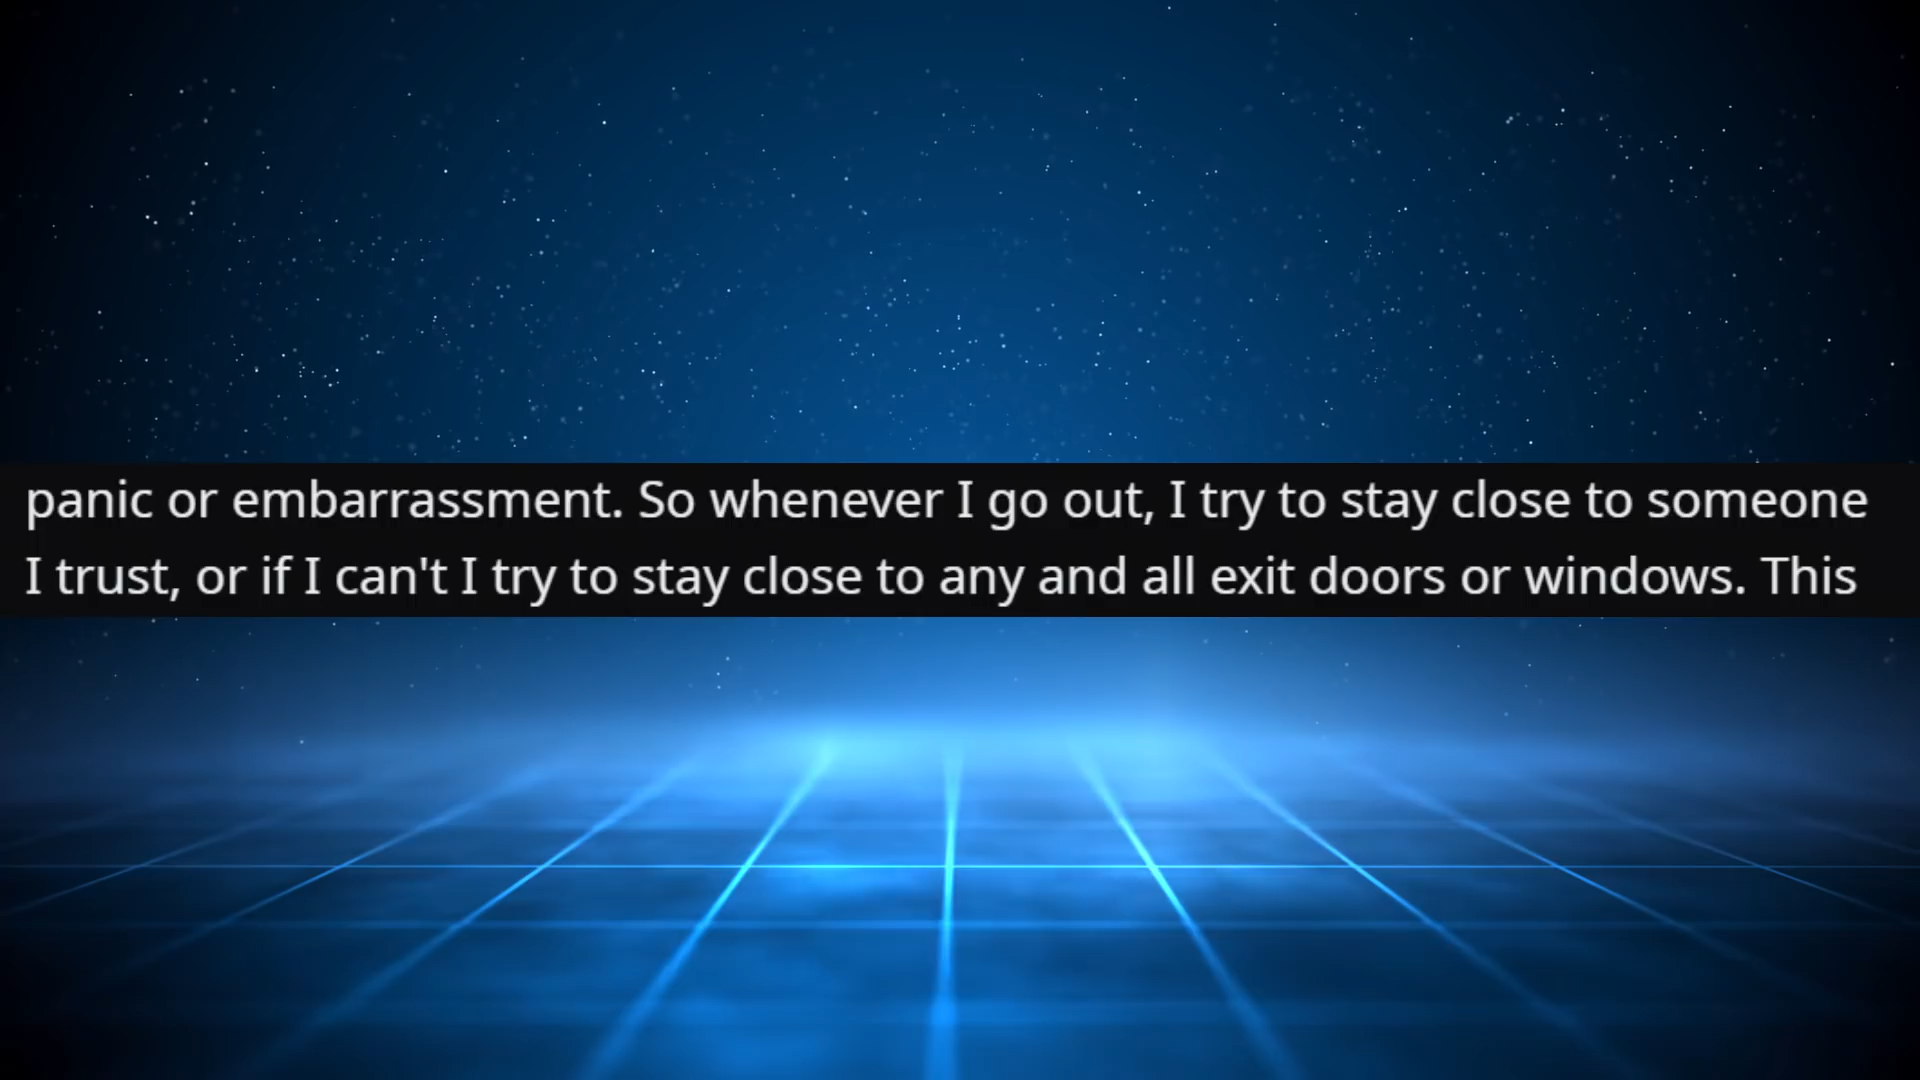 panic or embarrassment. So whenever I go out, I try to stay close to someone
I trust, or if I can't I try to stay close to any and all exit doors or windows. This